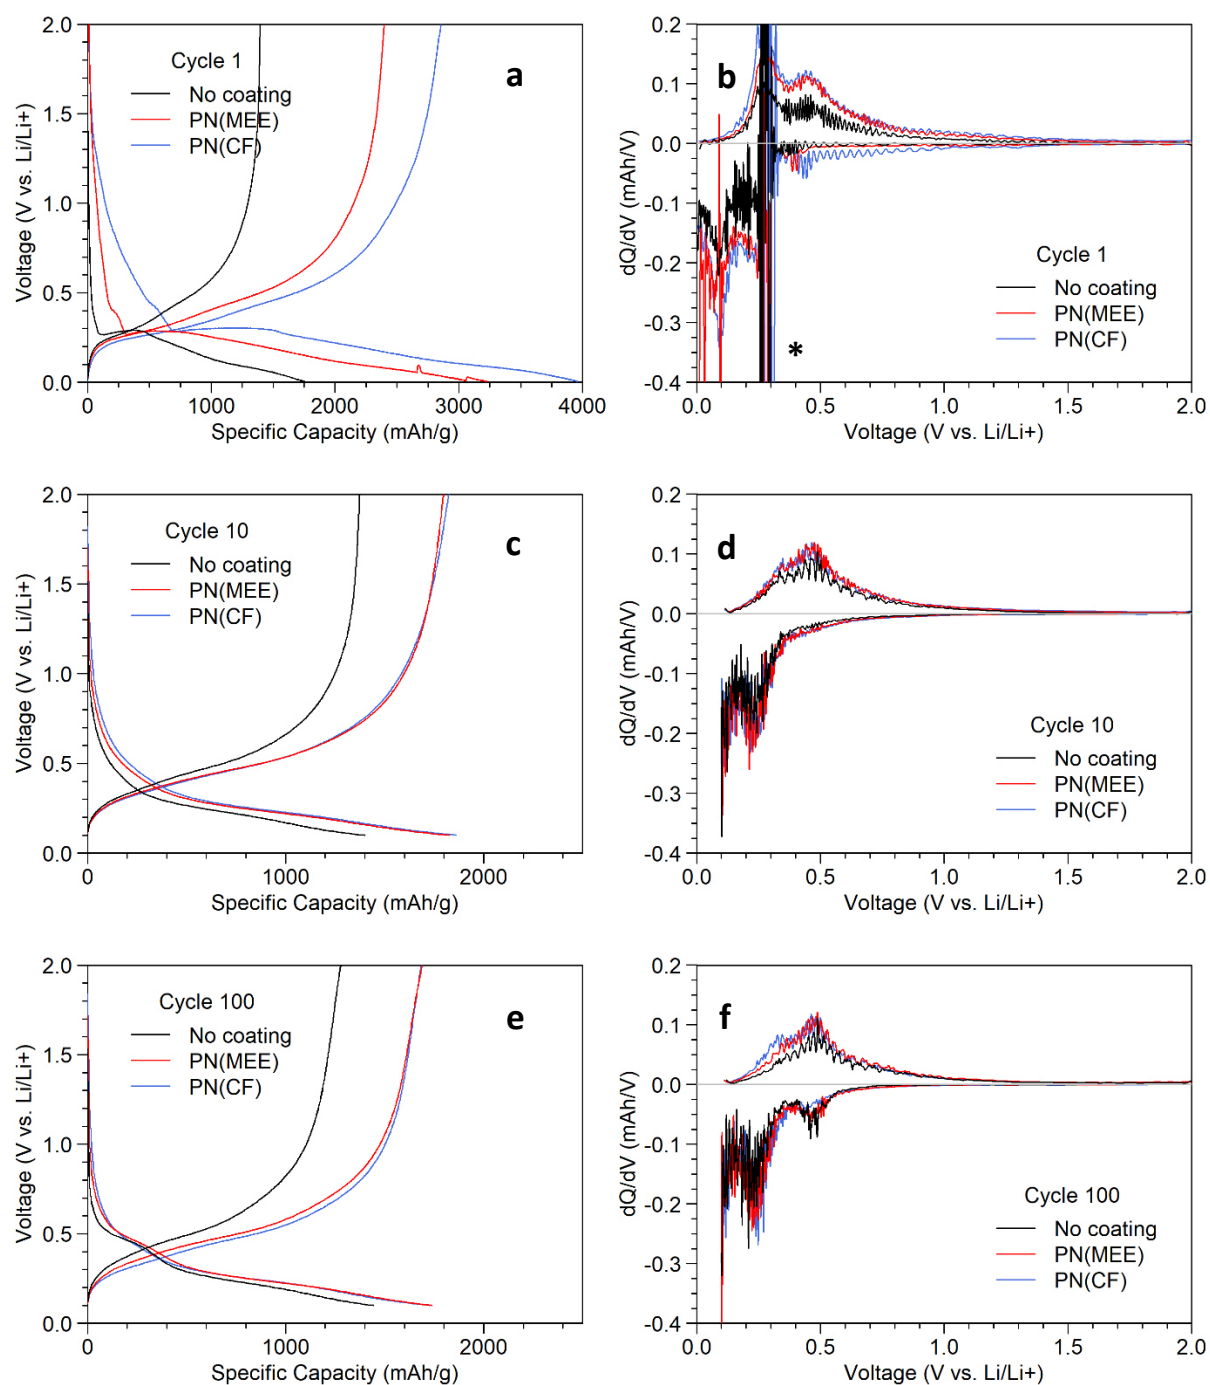 2.0
1.5
1.0
0.5
0.0
Voltage (V vs. Li/Li+)
Cycle 1
No coating
PN(MEE)
PN(CF)
a
0 1000 2000 3000 4000
Specific Capacity (mAh/g)
0.2
0.1
0.0
-0.1
-0.2
-0.3
-0.4
dQ/dV (mAh/V)
b
Cycle 1
No coating
PN(MEE)
PN(CF)
*
0.0 0.5 1.0 1.5 2.0
Voltage (V vs. Li/Li+)
2.0
1.5
1.0
0.5
0.0
Voltage (V vs. Li/Li+)
Cycle 10
No coating
PN(MEE)
PN(CF)
c
0 1000 2000
Specific Capacity (mAh/g)
0.2
0.1
0.0
-0.1
-0.2
-0.3
-0.4
dQ/dV (mAh/V)
d
Cycle 10
No coating
PN(MEE)
PN(CF)
0.0 0.5 1.0 1.5 2.0
Voltage (V vs. Li/Li+)
2.0
1.5
1.0
0.5
0.0
Voltage (V vs. Li/Li+)
Cycle 100
No coating
PN(MEE)
PN(CF)
e
0 1000 2000
Specific Capacity (mAh/g)
0.2
0.1
0.0
-0.1
-0.2
-0.3
-0.4
dQ/dV (mAh/V)
f
Cycle 100
No coating
PN(MEE)
PN(CF)
0.0 0.5 1.0 1.5 2.0
Voltage (V vs. Li/Li+)